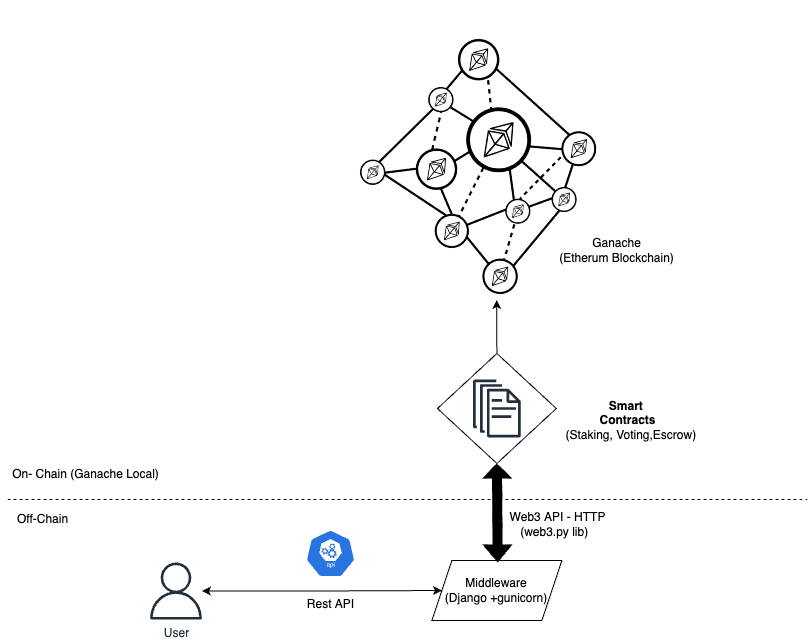 Ganache
(Etherum Blockchain)
Smart
Contracts
(Staking, Voting,Escrow)
On- Chain (Ganache Local)
Off-Chain
Web3 API - HTTP
(web3.py lib)
api
Middleware
(Django +gunicorn)
Rest API
User